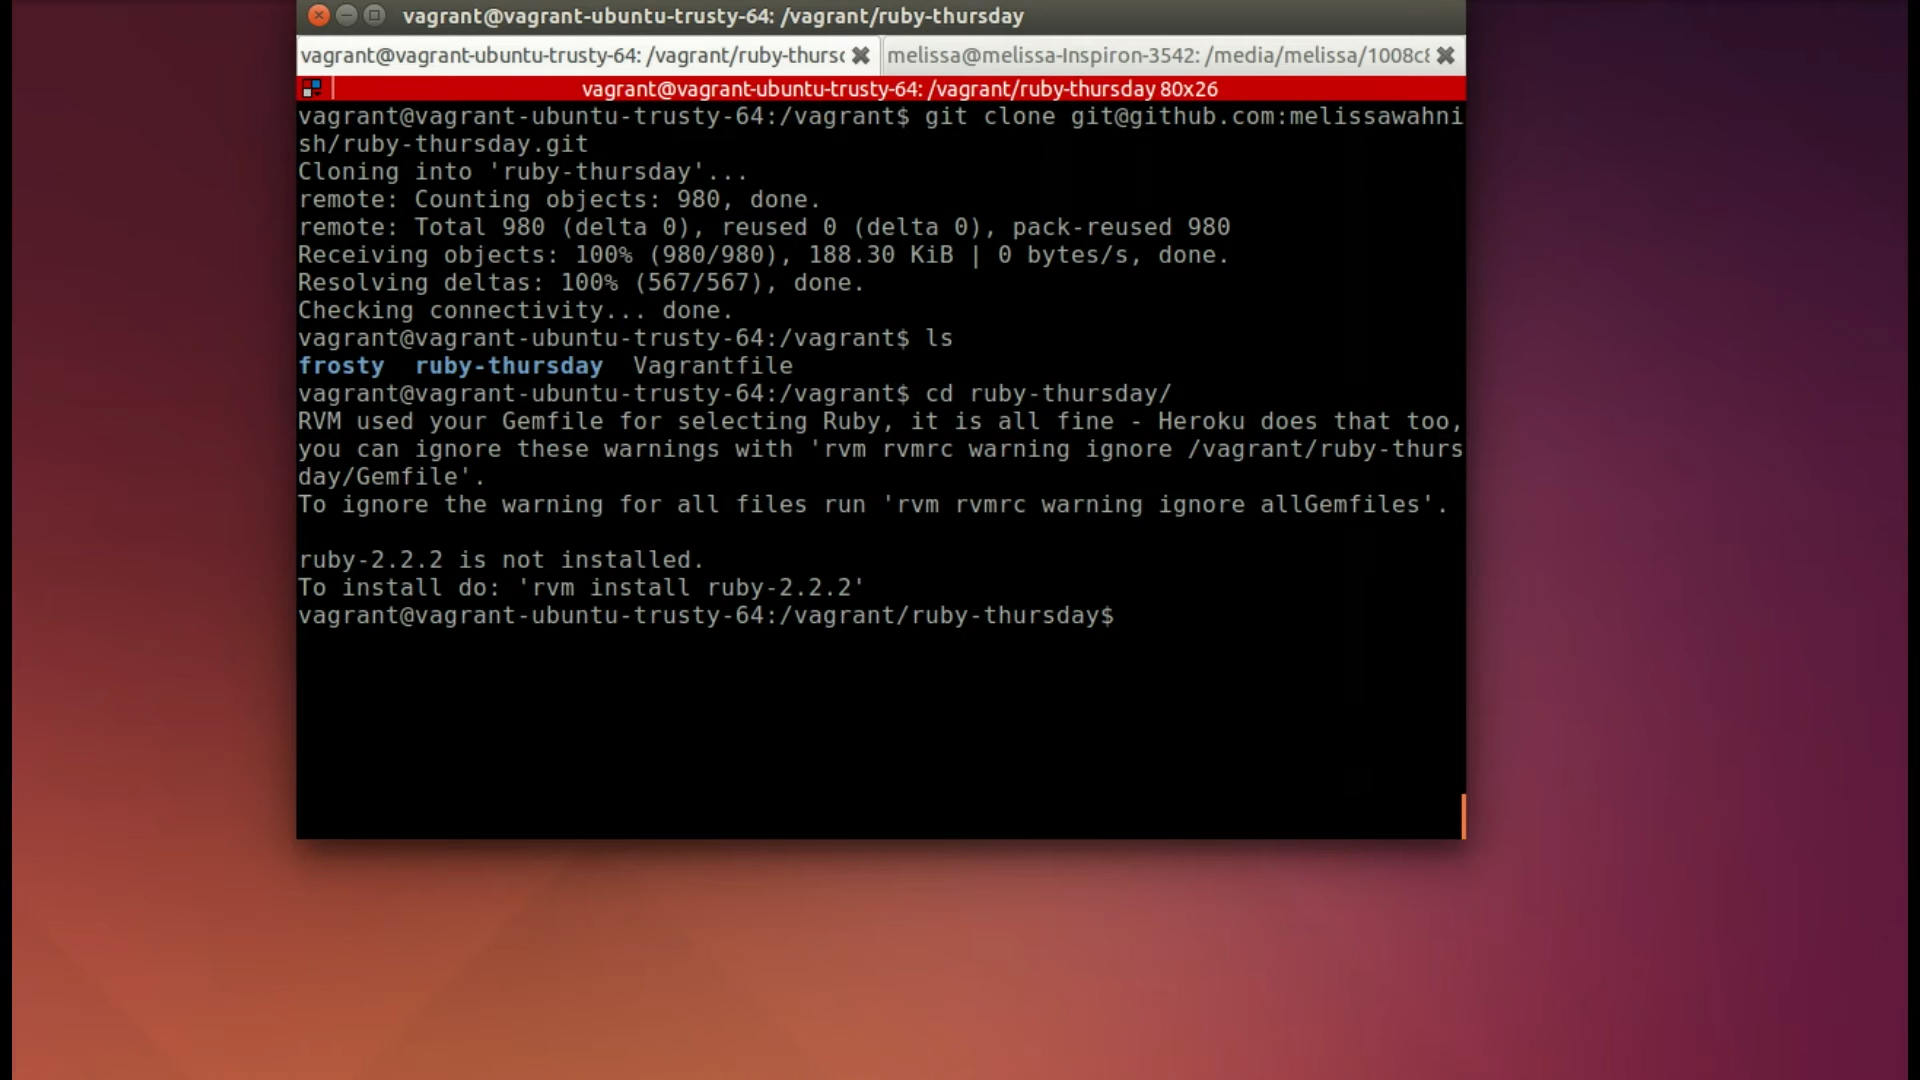 vagrant@vagrant-ubuntu-trusty-64: /vagrant/ruby-thursday
vagrant@vagrant-ubuntu-trusty-64: /vagrant/ruby-thurs
melissa@melissa-Inspiron-3542: /media/melissa/1008c8
vagrant@vagrant-ubuntu-trusty-64: /vagrant/ruby-thursday 80x26
vagrant@vagrant-ubuntu-trusty-64:/vagrant$ git clone git@github.com:melissawahni
sh/ruby-thursday.git
Cloning into 'ruby-thursday'...
remote: Counting objects: 980, done.
remote: Total 980 (delta 0), reused 0 (delta 0), pack-reused 980
Receiving objects: 100% (980/980), 188.30 KiB | 0 bytes/s, done.
Resolving deltas: 100% (567/567), done.
Checking connectivity... done.
vagrant@vagrant-ubuntu-trusty-64:/vagrant$ ls
frosty  ruby-thursday  Vagrantfile
vagrant@vagrant-ubuntu-trusty-64:/vagrant$ cd ruby-thursday/
RVM used your Gemfile for selecting Ruby, it is all fine - Heroku does that too,
you can ignore these warnings with 'rvm rvmrc warning ignore /vagrant/ruby-thurs
day/Gemfile'.
To ignore the warning for all files run 'rvm rvmrc warning ignore allGemfiles'.
ruby-2.2.2 is not installed.
To install do: 'rvm install ruby-2.2.2'
vagrant@vagrant-ubuntu-trusty-64:/vagrant/ruby-thursday$